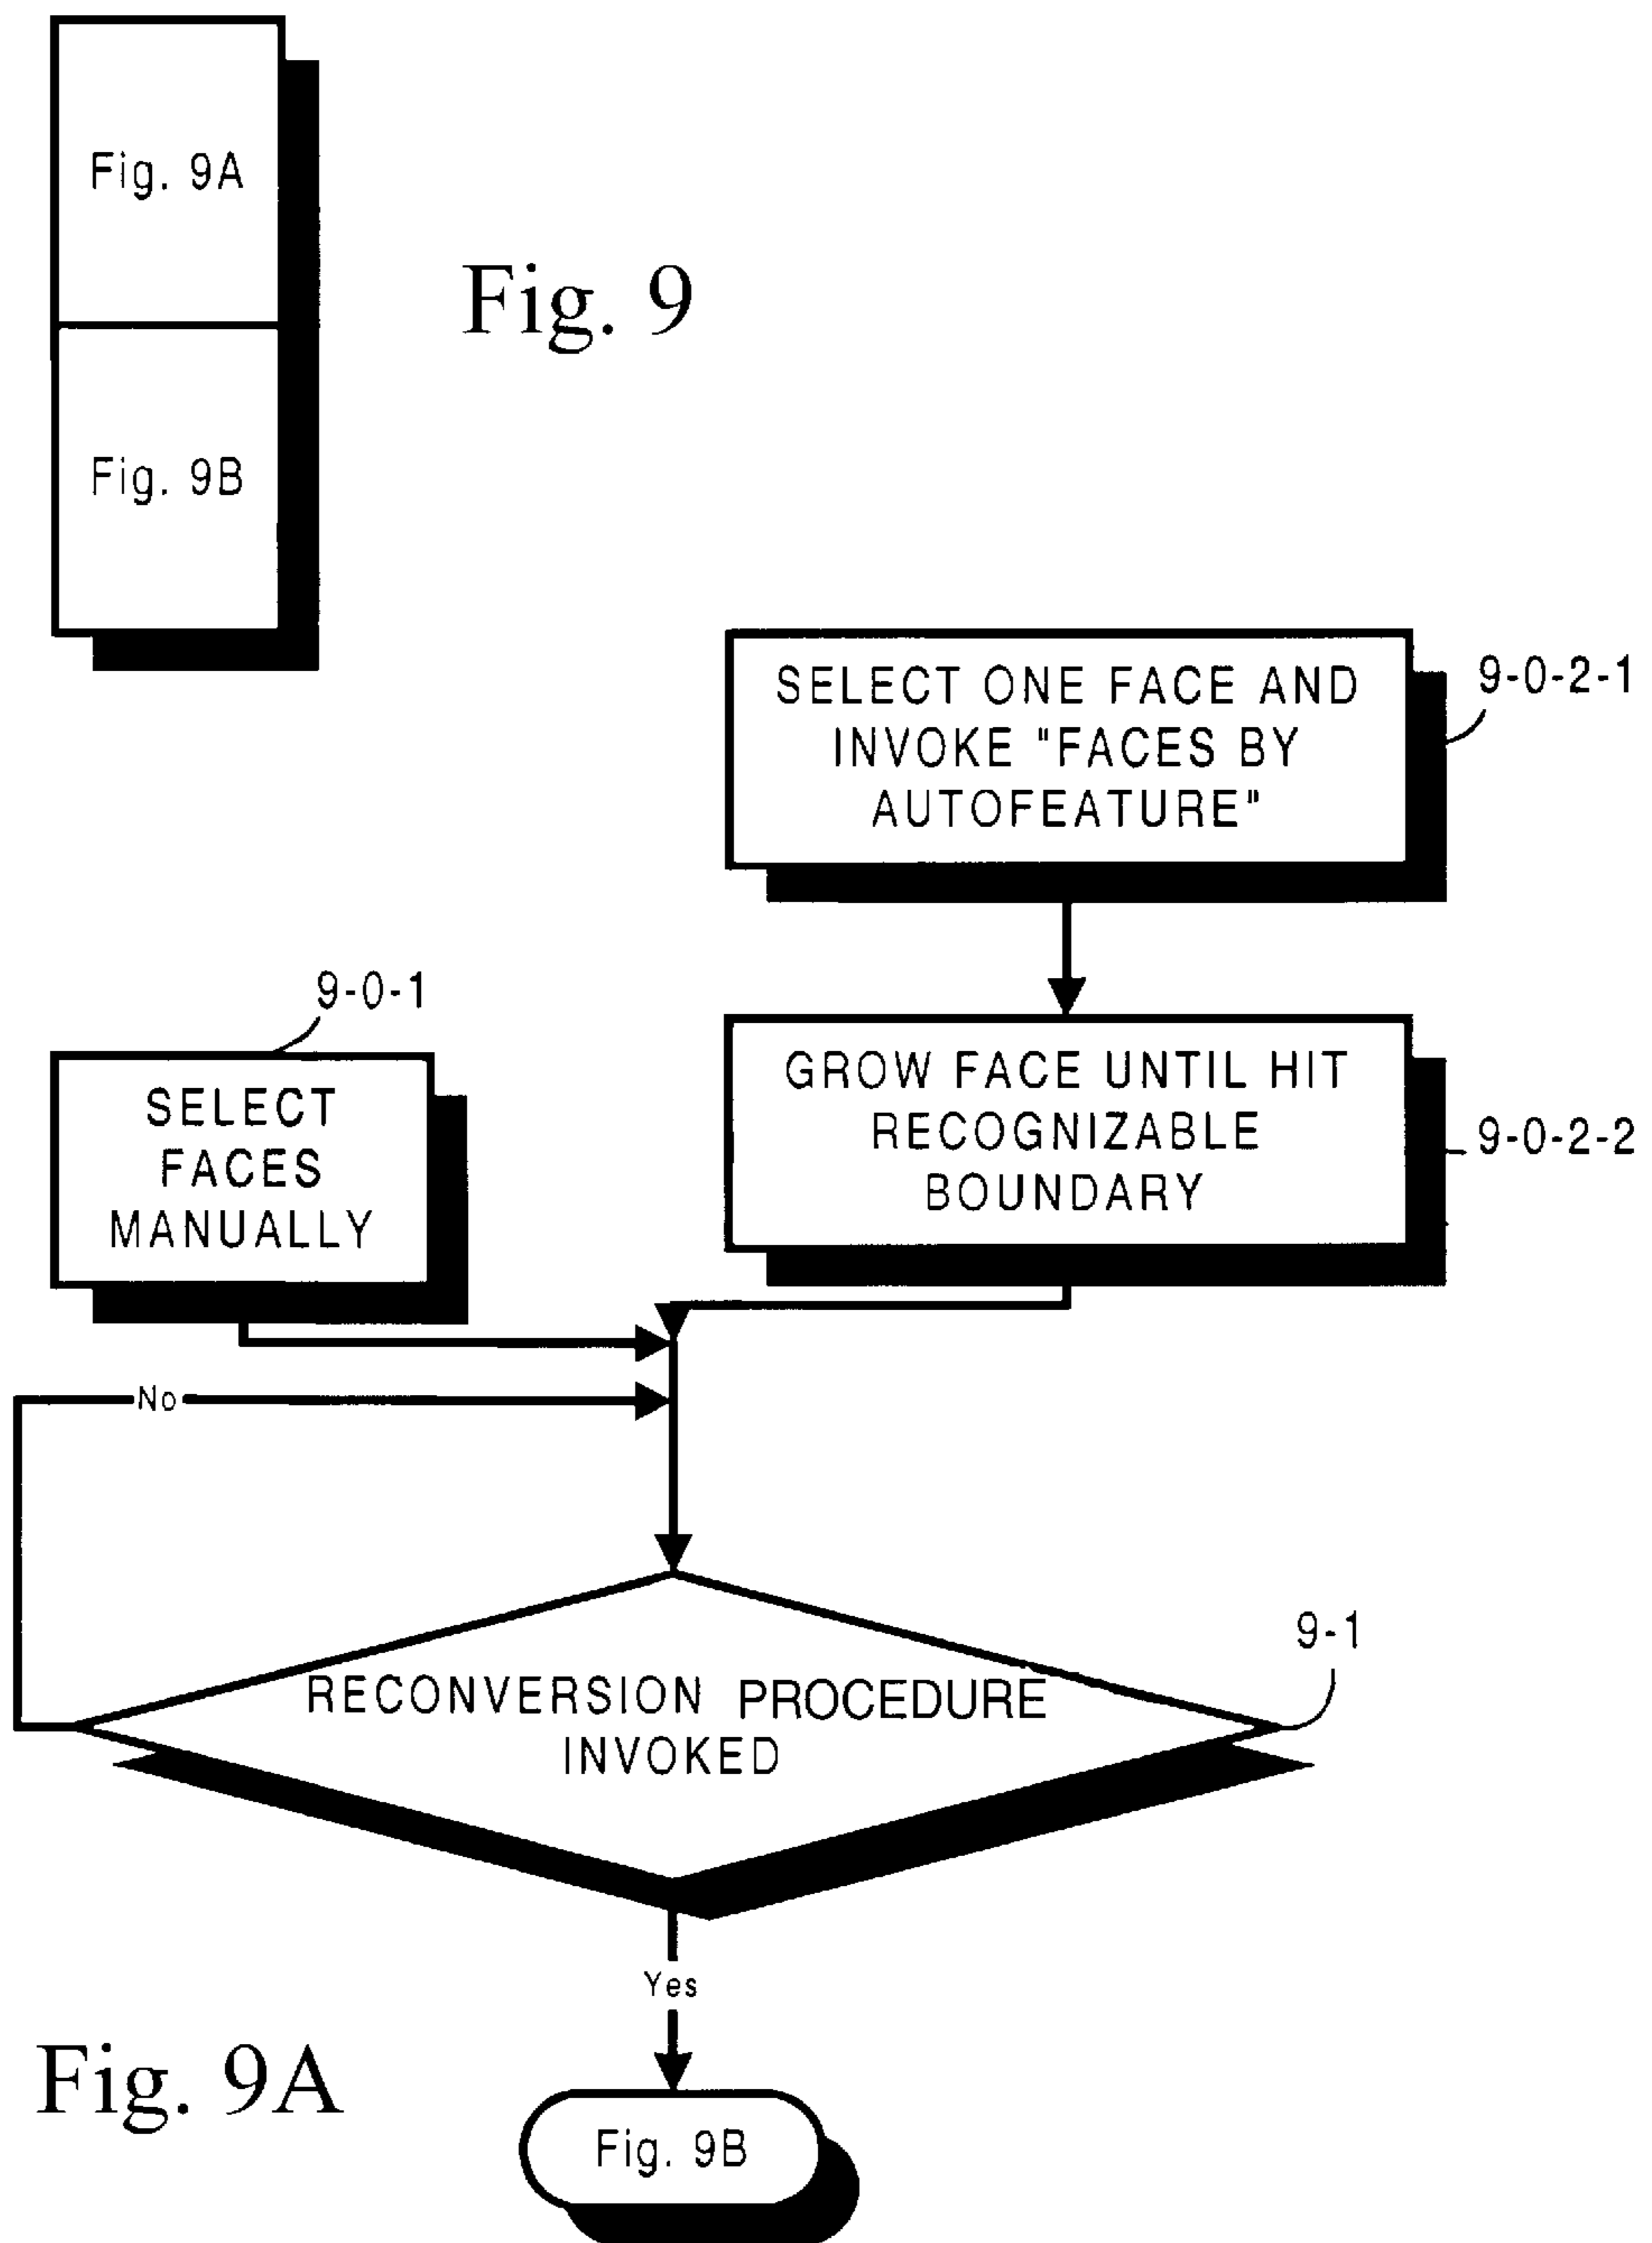 Fig. 9A
Fig. 9
Fig. 9B
SELECT ONE FACE AND
INVOKE "FACES BY
AUTOFEATURE"
9-0-2-1
9-0-1
SELECT
FACES
MANUALLY
GROW FACE UNTIL HIT
RECOGNIZABLE
BOUNDARY
9-0-2-2
No
9-1
RECONVERSION PROCEDURE
INVOKED
Yes
Fig. 9A
Fig. 9B